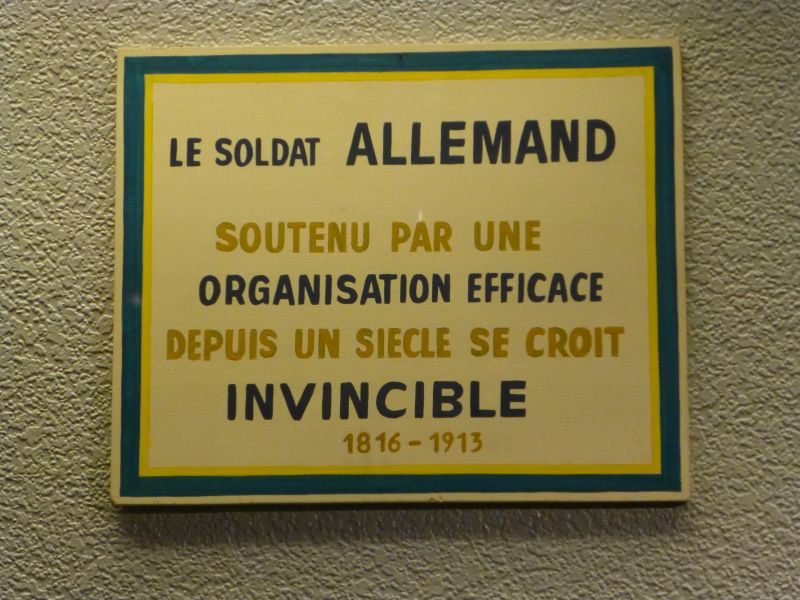 LE SOLDAT ALLEMAND
SOUTENU PAR UNE
ORGANISATION EFFICACE
DEPUIS UN SIECLE SE CROIT
INVINCIBLE
1816 - 1913